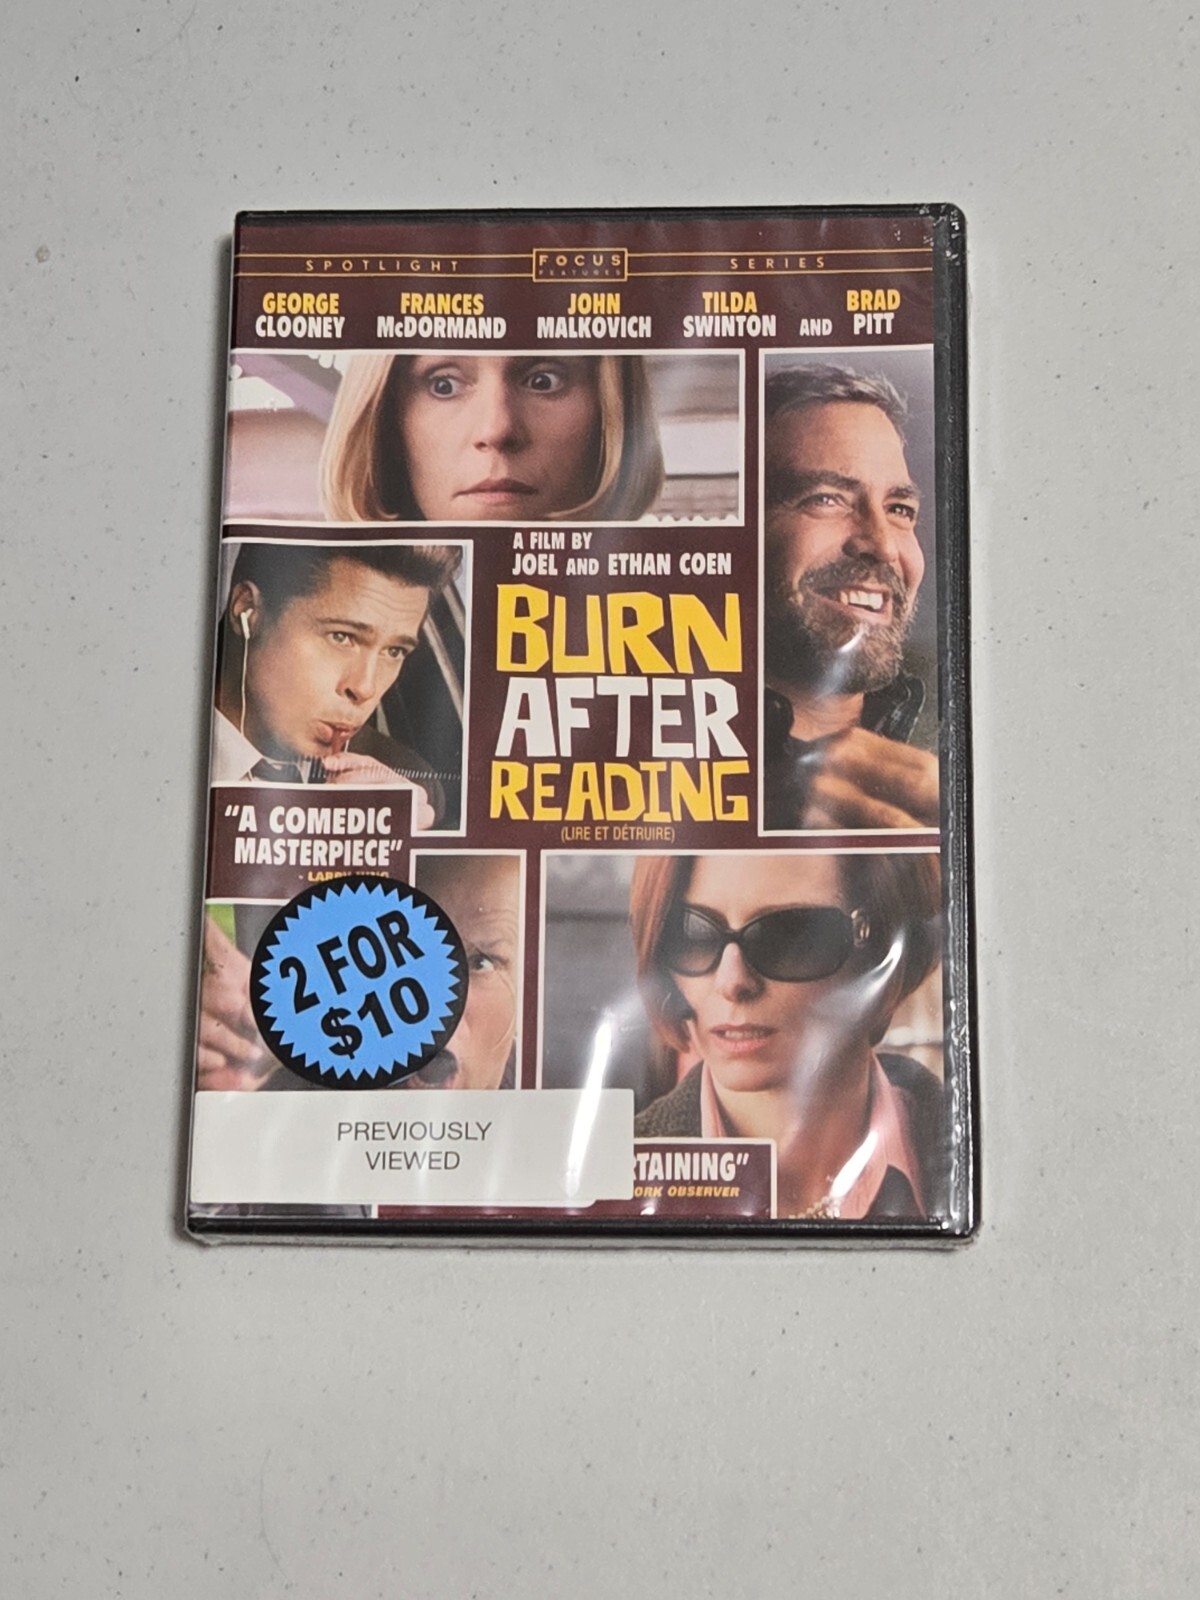 SPOTLIGHT FOCUS SERIES
FEATURES
GEORGE CLOONEY
FRANCES McDORMAND
JOHN MALKOVICH
TILDA SWINTON
AND
BRAD PITT
A FILM BY
JOEL AND ETHAN COEN
BURN
AFTER
READING
(LIRE ET DÉTRUIRE)
"A COMEDIC
MASTERPIECE"
2 FOR
$10
PREVIOUSLY
VIEWED
RTAINING"
ORK OBSERVER